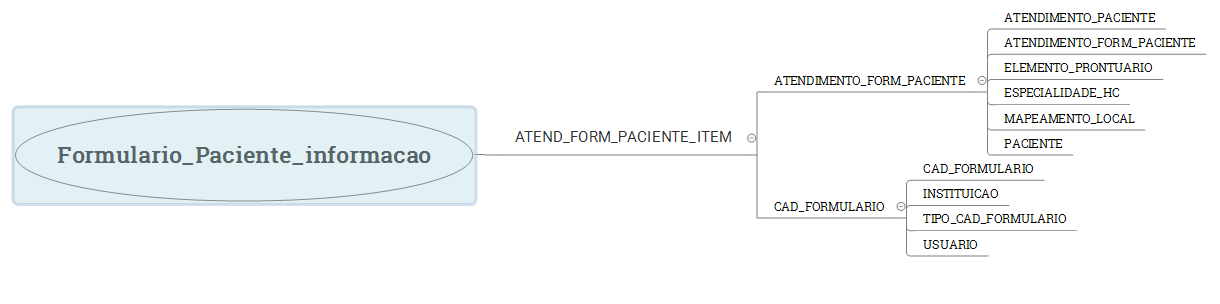 Formulario_Paciente_informacao
ATEND_FORM_PACIENTE_ITEM
ATENDIMENTO_FORM_PACIENTE
ATENDIMENTO_PACIENTE
ATENDIMENTO_FORM_PACIENTE
ELEMENTO_PRONTUARIO
ESPECIALIDADE_HC
MAPEAMENTO_LOCAL
PACIENTE
CAD_FORMULARIO
CAD_FORMULARIO
INSTITUICAO
TIPO_CAD_FORMULARIO
USUARIO